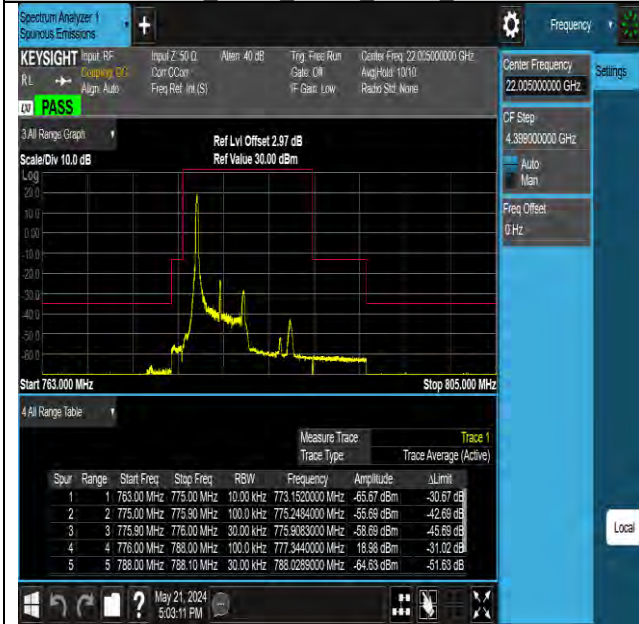 Spectrum Analyzer 1
Spurious Emissions
+
Frequency
KEYSIGHT Input: RF Input Z: 50 Ω Atten: 40 dB Trig: Free Run Center Freq: 22.005000000 GHz
RL Coupling: DC Corr CCorr Gate: Off Avg|Hold: 10/10
Align: Auto Freq Ref: Int (S) IF Gain: Low Radio Std: None
PASS
Center Frequency
22.005000000 GHz
Settings
CF Step
4.399000000 GHz
Auto
Man
Freq Offset
0 Hz
3 All Range Graph
Ref Lvl Offset 2.97 dB
Scale/Div 10.0 dB Ref Value 30.00 dBm
Log
20.0
10.0
0.00
-10.0
-20.0
-30.0
-40.0
-50.0
-60.0
Start 763.000 MHz Stop 805.000 MHz
4 All Range Table
Measure Trace Trace 1
Trace Type Trace Average (Active)
Spur Range Start Freq Stop Freq RBW Frequency Amplitude ΔLimit
1 1 763.00 MHz 775.00 MHz 10.00 kHz 773.1520000 MHz -65.67 dBm -30.67 dB
2 2 775.00 MHz 775.90 MHz 100.0 kHz 775.2484000 MHz -55.69 dBm -42.69 dB
3 3 775.90 MHz 776.00 MHz 30.00 kHz 775.9083000 MHz -58.69 dBm -45.69 dB
4 4 776.00 MHz 788.00 MHz 100.0 kHz 777.3440000 MHz 18.98 dBm -31.02 dB
5 5 788.00 MHz 788.10 MHz 30.00 kHz 788.0289000 MHz -64.63 dBm -51.63 dB
Local
? May 21, 2024
5:03:11 PM